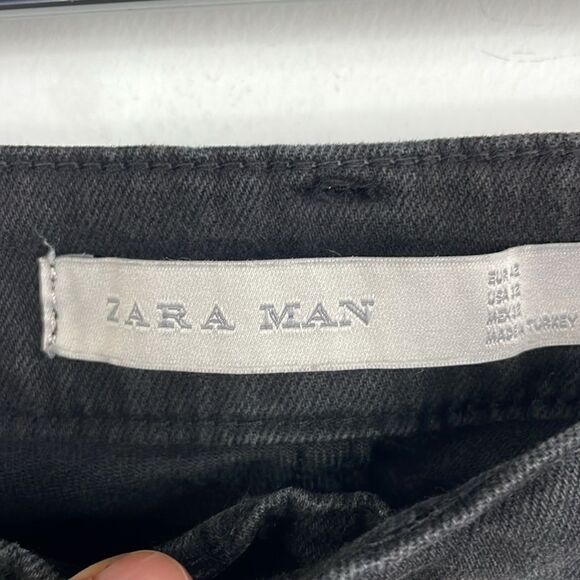 ZARA MAN
EUR 42
USA 32
MEX 32
MADE IN TURKEY